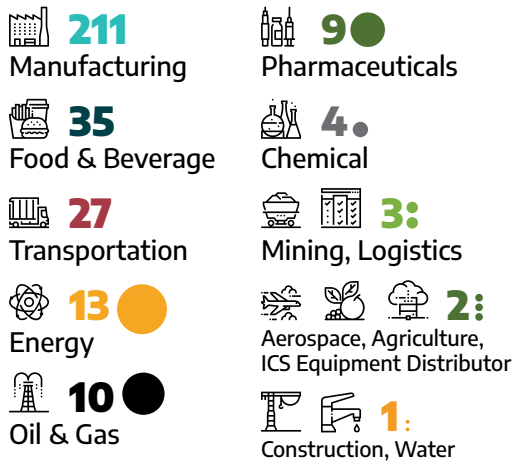 211
Manufacturing
35
Food & Beverage
27
Transportation
13
Energy
10
Oil & Gas
9
Pharmaceuticals
4
Chemical
3
Mining, Logistics
2
Aerospace, Agriculture,
ICS Equipment Distributor
1
Construction, Water